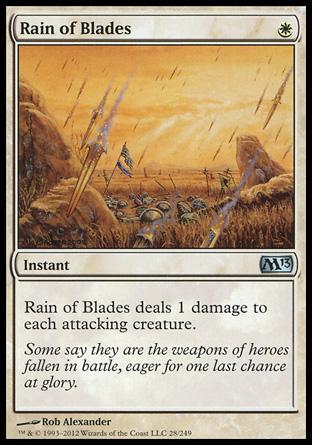 Rain of Blades
Instant
M13
Rain of Blades deals 1 damage to
each attacking creature.
Some say they are the weapons of heroes
fallen in battle, eager for one last chance
at glory.
Rob Alexander
™ & © 1993–2012 Wizards of the Coast LLC 28/249